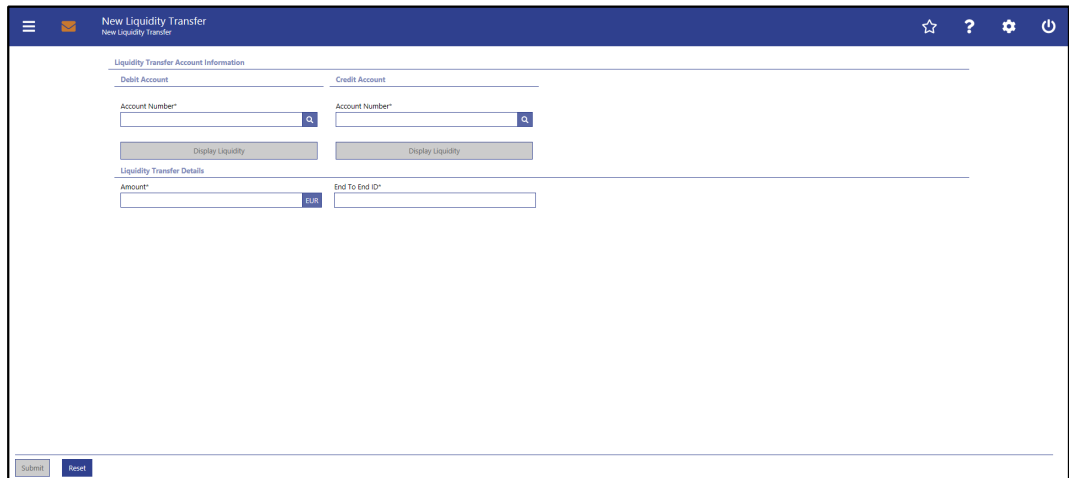 New Liquidity Transfer
New Liquidity Transfer
?
Liquidity Transfer Account Information
Debit Account Credit Account
Account Number* Account Number*
Display Liquidity Display Liquidity
Liquidity Transfer Details
Amount* End To End ID*
EUR
Submit Reset